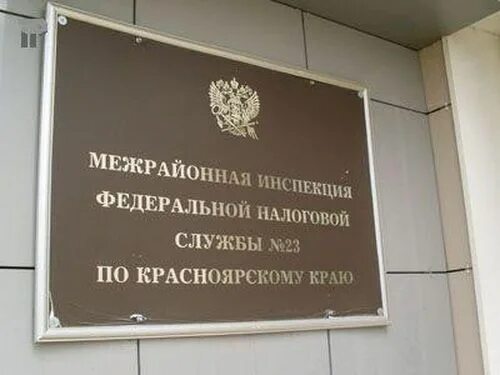 МЕЖРАЙОННАЯ ИНСПЕКЦИЯ
ФЕДЕРАЛЬНОЙ НАЛОГОВОЙ
СЛУЖБЫ №23
ПО КРАСНОЯРСКОМУ КРАЮ